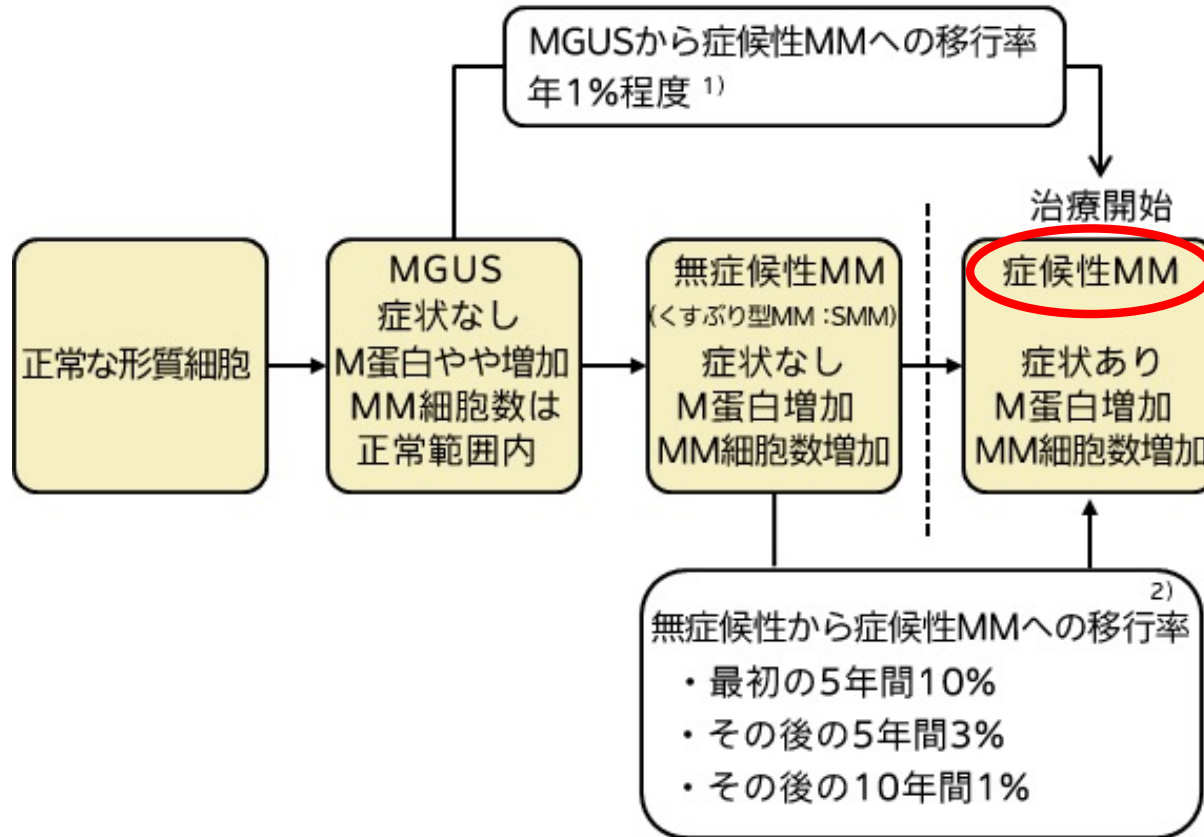 MGUSから症候性MMへの移行率
年1%程度 1)
治療開始
正常な形質細胞
MGUS
症状なし
M蛋白やや増加
MM細胞数は
正常範囲内
無症候性MM
(くすぶり型MM:SMM)
症状なし
M蛋白増加
MM細胞数増加
症候性MM
症状あり
M蛋白増加
MM細胞数増加
無症候性から症候性MMへの移行率 2)
・最初の5年間10%
・その後の5年間3%
・その後の10年間1%